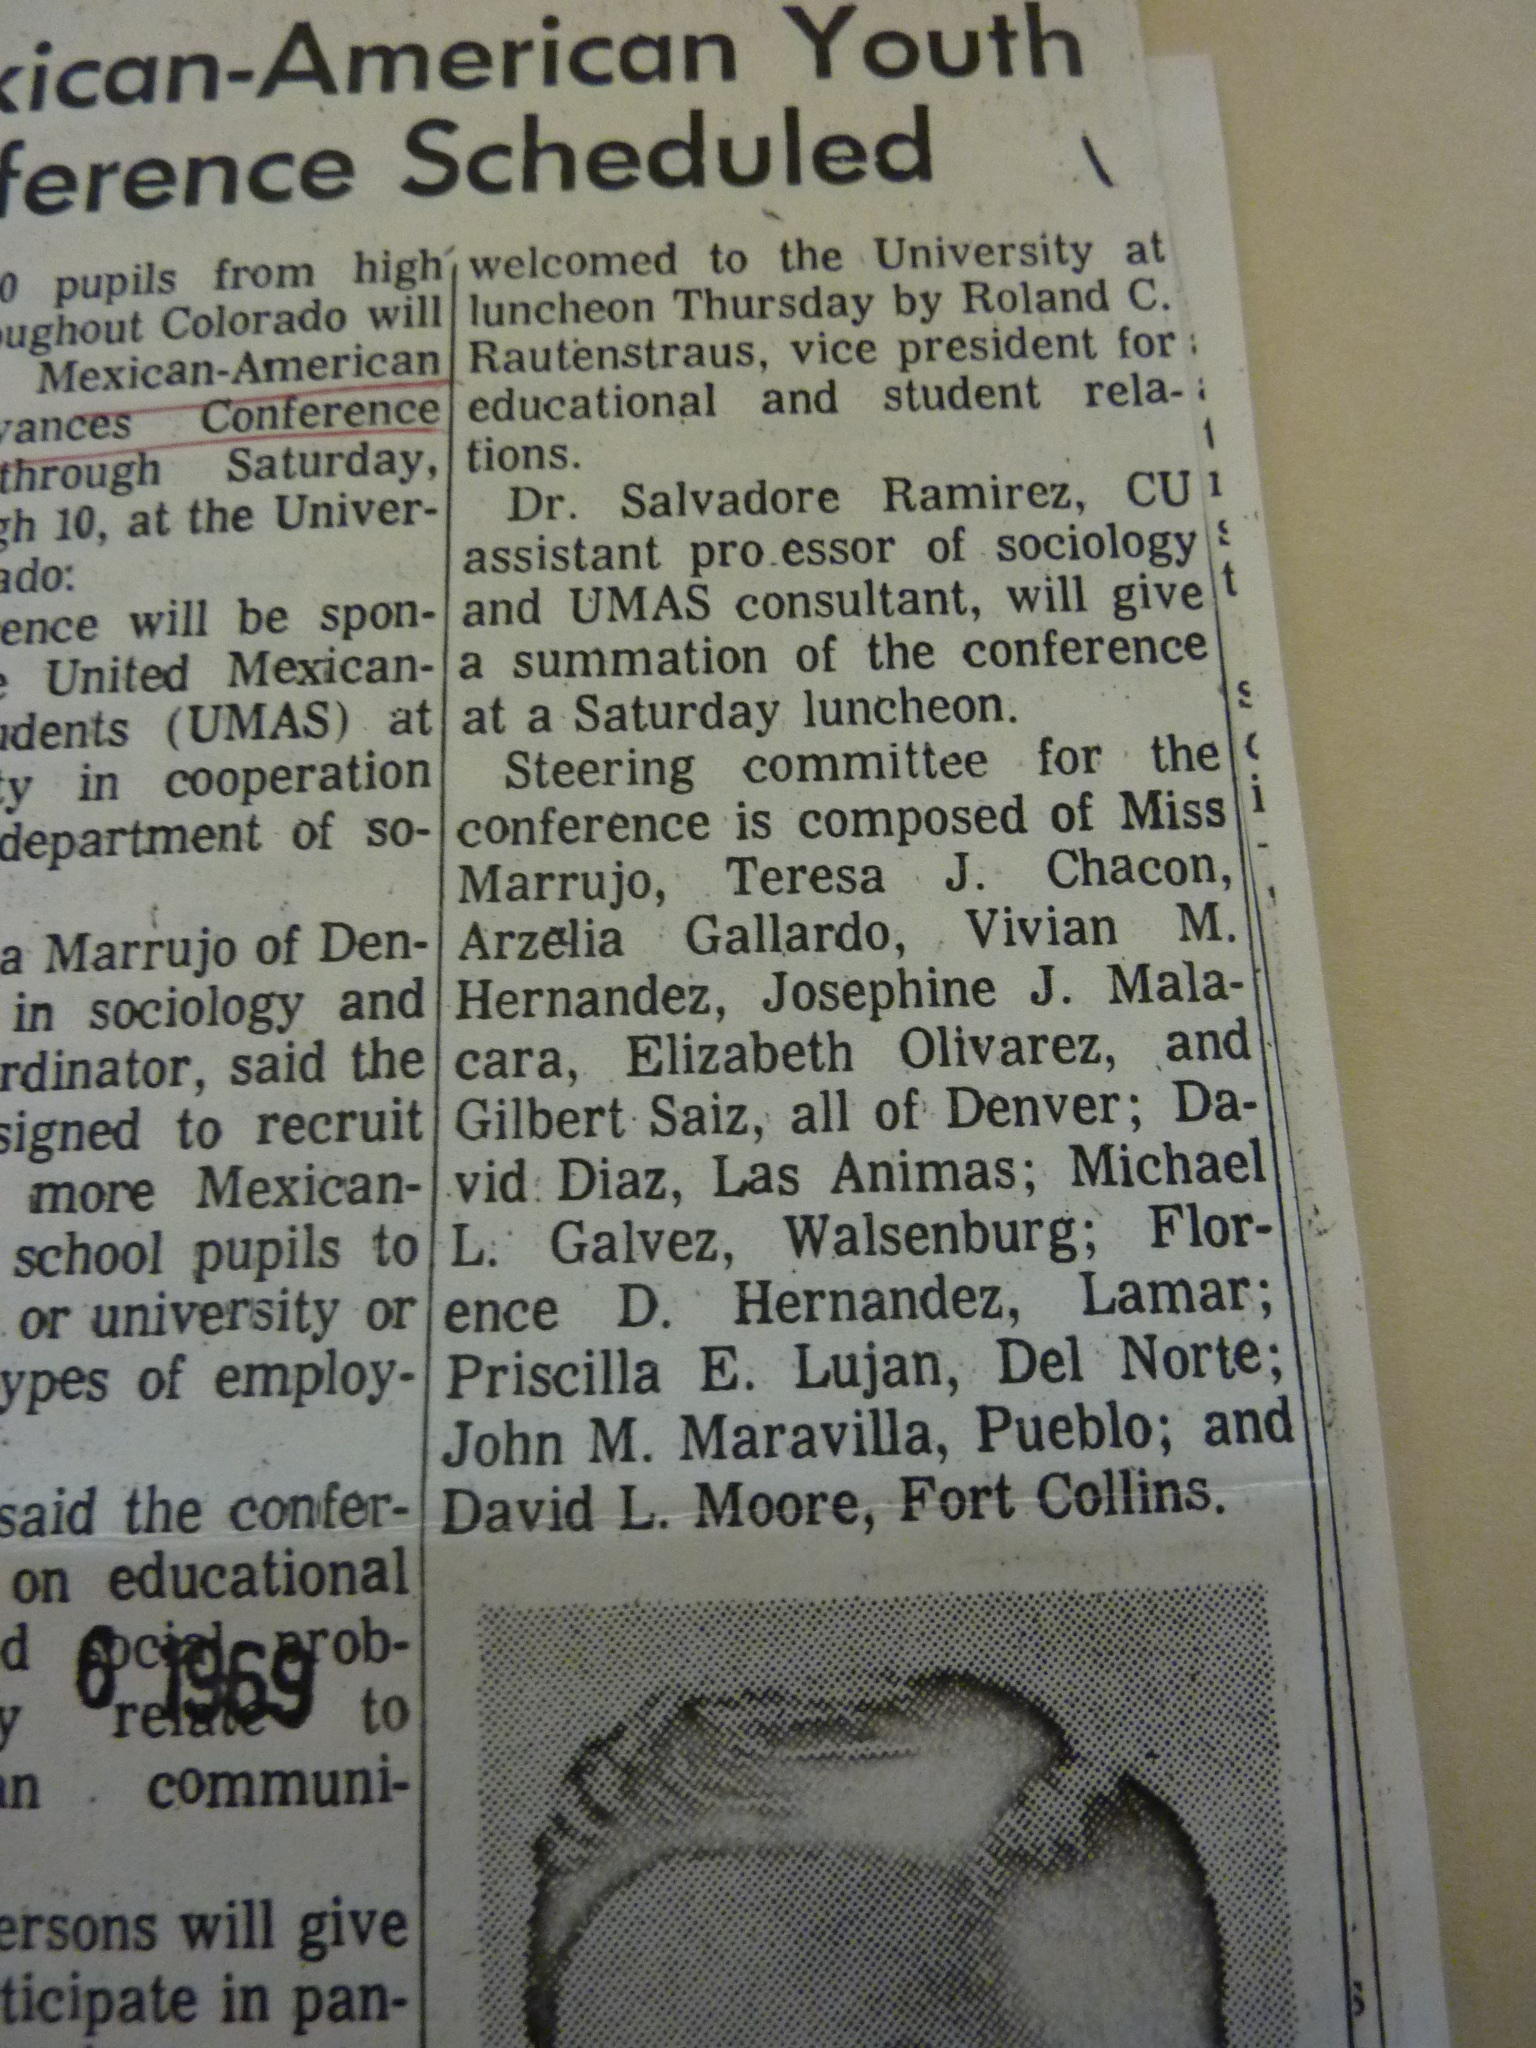 xican-American Youth
ference Scheduled
0 pupils from high
oughout Colorado will
Mexican-American
vances Conference
through Saturday,
gh 10, at the Univer-
ado:
ence will be spon-
e United Mexican-
udents (UMAS) at
ty in cooperation
department of so-
a Marrujo of Den-
in sociology and
rdinator, said the
signed to recruit
more Mexican-
school pupils to
or university or
ypes of employ-
said the confer-
on educational
d social prob-
y relate to
an communi-
ersons will give
ticipate in pan-
6 1969
welcomed to the University at
luncheon Thursday by Roland C.
Rautenstraus, vice president for
educational and student rela-
tions.
Dr. Salvadore Ramirez, CU
assistant pro essor of sociology
and UMAS consultant, will give
a summation of the conference
at a Saturday luncheon.
Steering committee for the
conference is composed of Miss
Marrujo, Teresa J. Chacon,
Arzelia Gallardo, Vivian M.
Hernandez, Josephine J. Mala-
cara, Elizabeth Olivarez, and
Gilbert Saiz, all of Denver; Da-
vid Diaz, Las Animas; Michael
L. Galvez, Walsenburg; Flor-
ence D. Hernandez, Lamar;
Priscilla E. Lujan, Del Norte;
John M. Maravilla, Pueblo; and
David L. Moore, Fort Collins.